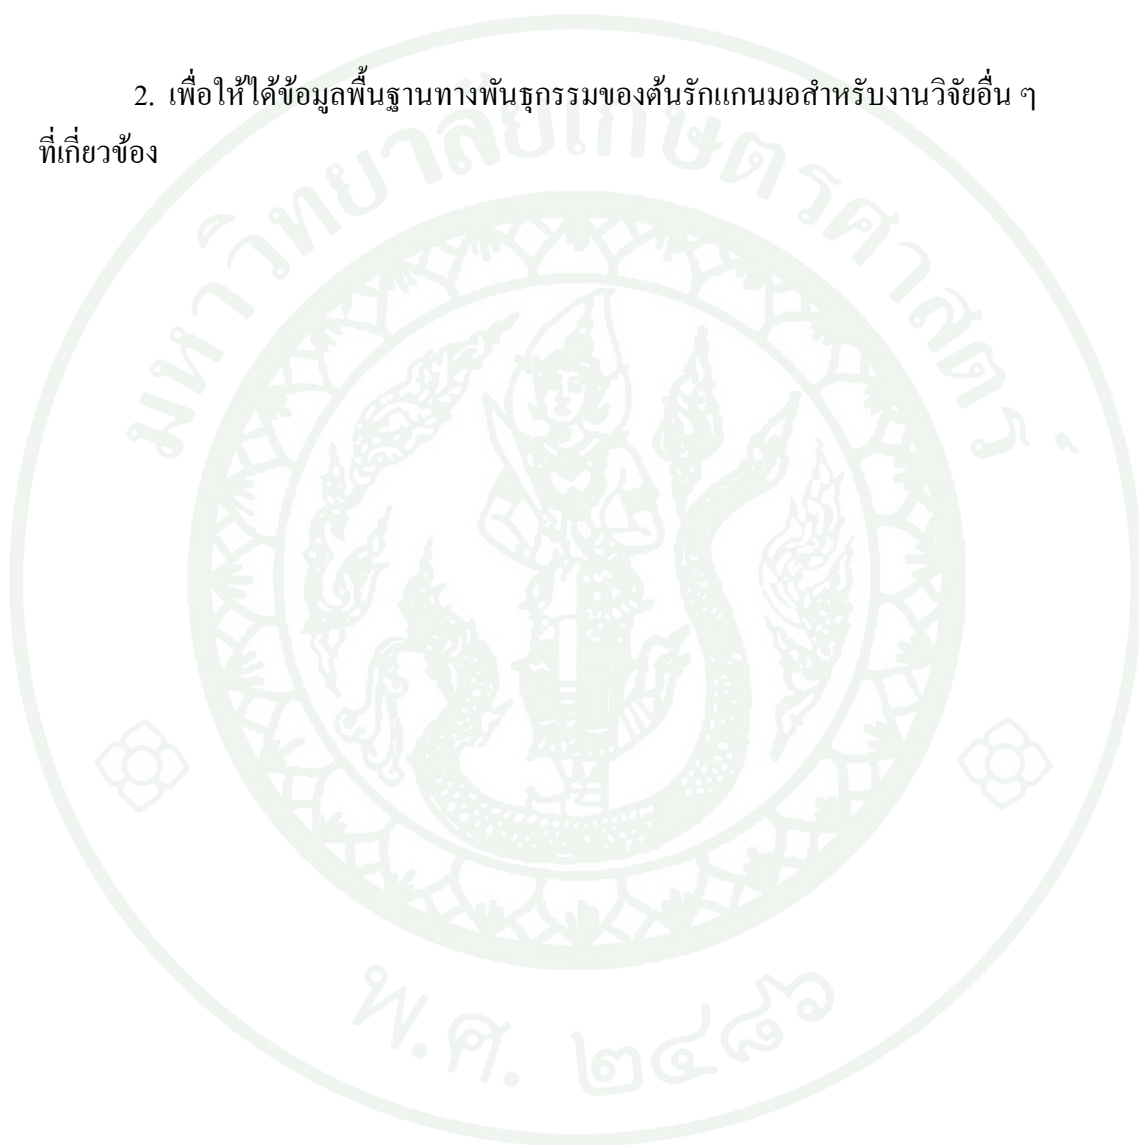 2. เพื่อให้ได้ข้อมูลพื้นฐานทางพันธุกรรมของต้นรักแกนมอสำหรับงานวิจัยอื่น ๆ
ที่เกี่ยวข้อง
มหาวิทยาลัยเกษตรศาสตร์
พ.ศ. ๒๔๘๖